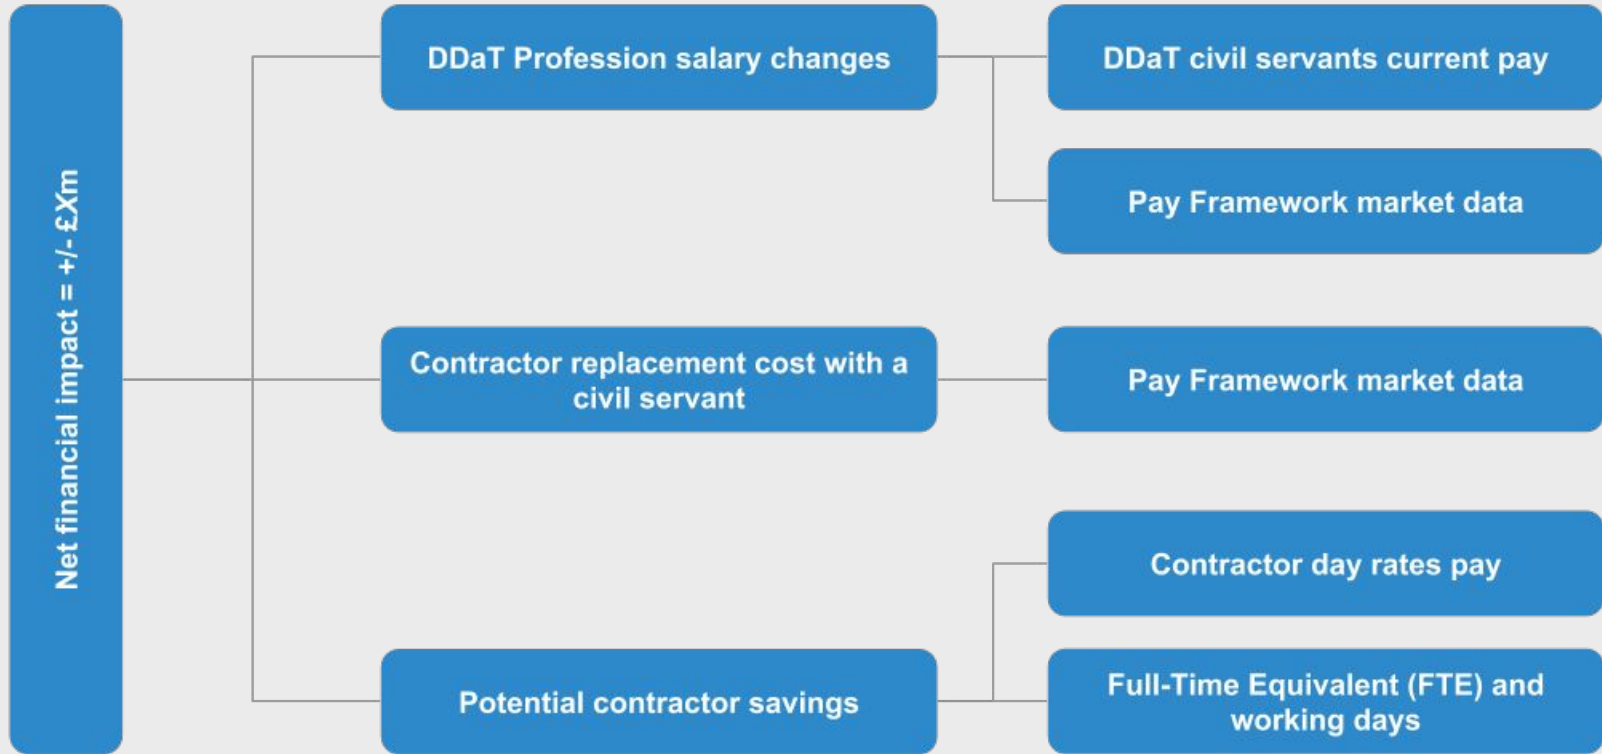 Net financial impact = +/- £Xm
DDaT Profession salary changes
DDaT civil servants current pay
Pay Framework market data
Contractor replacement cost with a
civil servant
Pay Framework market data
Potential contractor savings
Contractor day rates pay
Full-Time Equivalent (FTE) and
working days